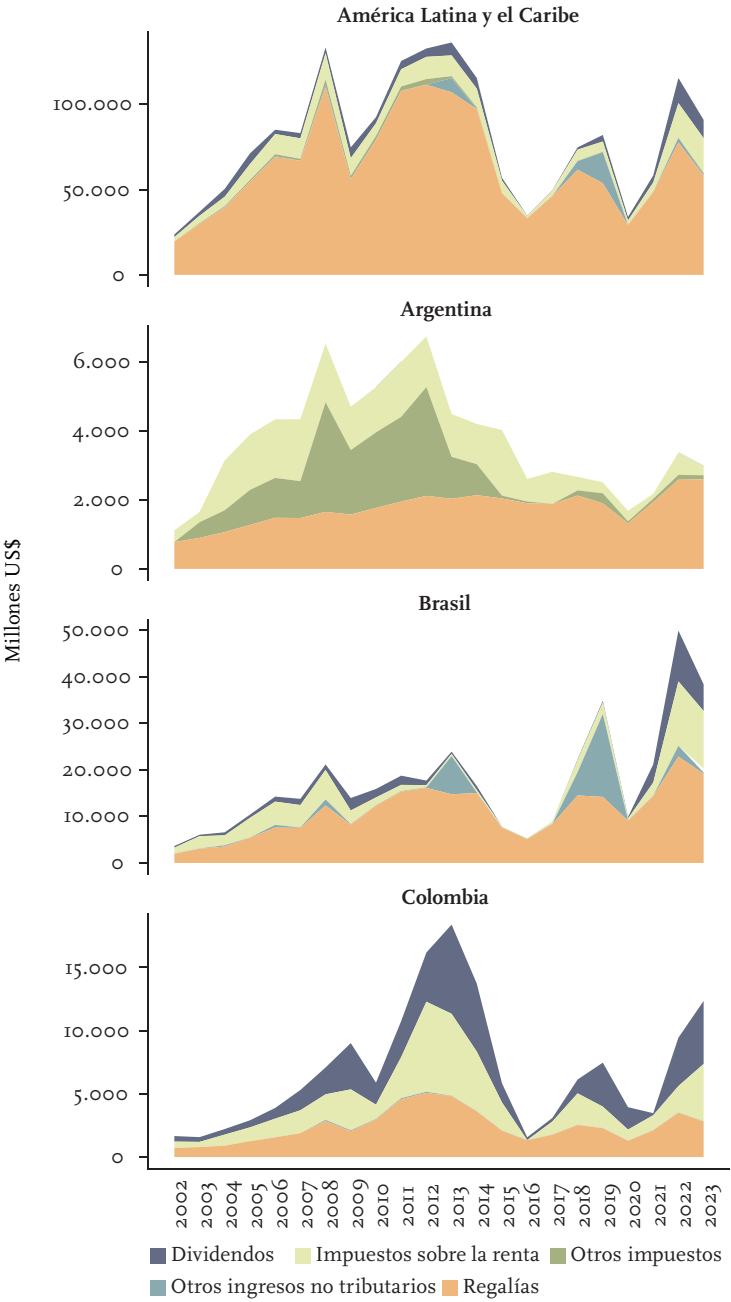 América Latina y el Caribe
100.000
50.000
0
Argentina
6.000
4.000
2.000
0
Millones US$
Brasil
50.000
40.000
30.000
20.000
10.000
0
Colombia
15.000
10.000
5.000
0
2002 2003 2004 2005 2006 2007 2008 2009 2010 2011 2012 2013 2014 2015 2016 2017 2018 2019 2020 2021 2022 2023
Dividendos Impuestos sobre la renta Otros impuestos
Otros ingresos no tributarios Regalías